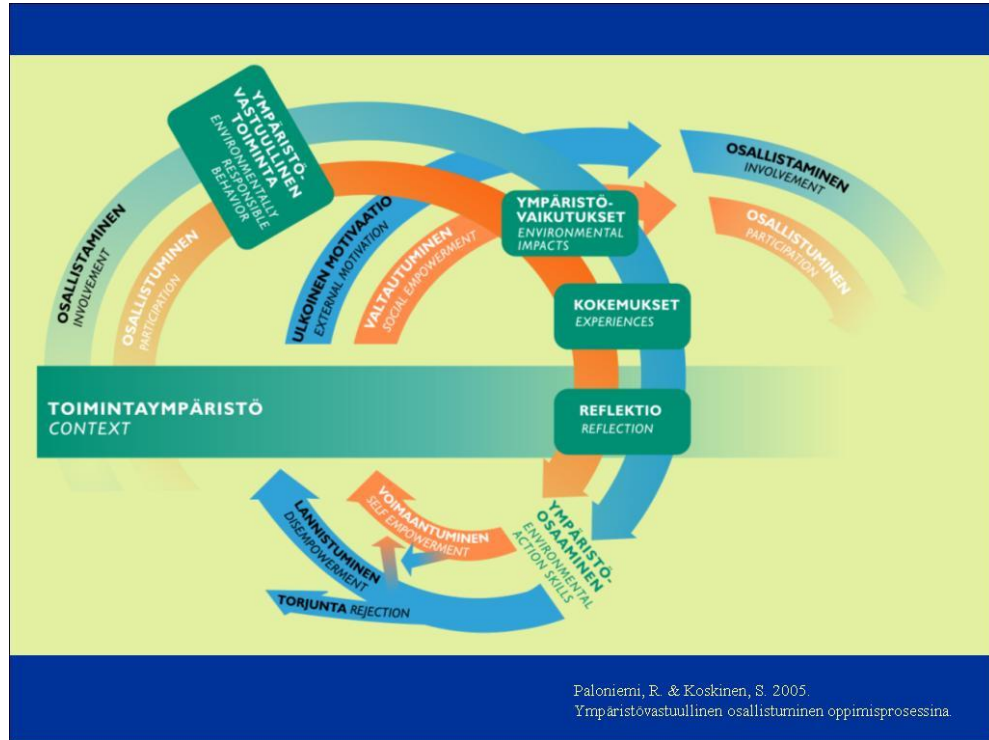 YMPÄRISTÖ-
VASTUULLINEN
TOIMINTA
ENVIRONMENTALLY
RESPONSIBLE
BEHAVIOR
OSALLISTAMINEN
INVOLVEMENT
OSALLISTUMINEN
PARTICIPATION
ULKOINEN MOTIVAATIO
EXTERNAL MOTIVATION
VALTAUTUMINEN
SOCIAL EMPOWERMENT
YMPÄRISTÖ-
VAIKUTUKSET
ENVIRONMENTAL
IMPACTS
OSALLISTAMINEN
INVOLVEMENT
OSALLISTUMINEN
PARTICIPATION
KOKEMUKSET
EXPERIENCES
TOIMINTAYMPÄRISTÖ
CONTEXT
REFLEKTIO
REFLECTION
LANNISTUMINEN
DISEMPOWERMENT
VOIMAANTUMINEN
SELF EMPOWERMENT
YMPÄRISTÖ-
OSAAMINEN
ENVIRONMENTAL
ACTION SKILLS
TORJUNTA REJECTION
Paloniemi, R. & Koskinen, S. 2005.
Ympäristövastuullinen osallistuminen oppimisprosessina.